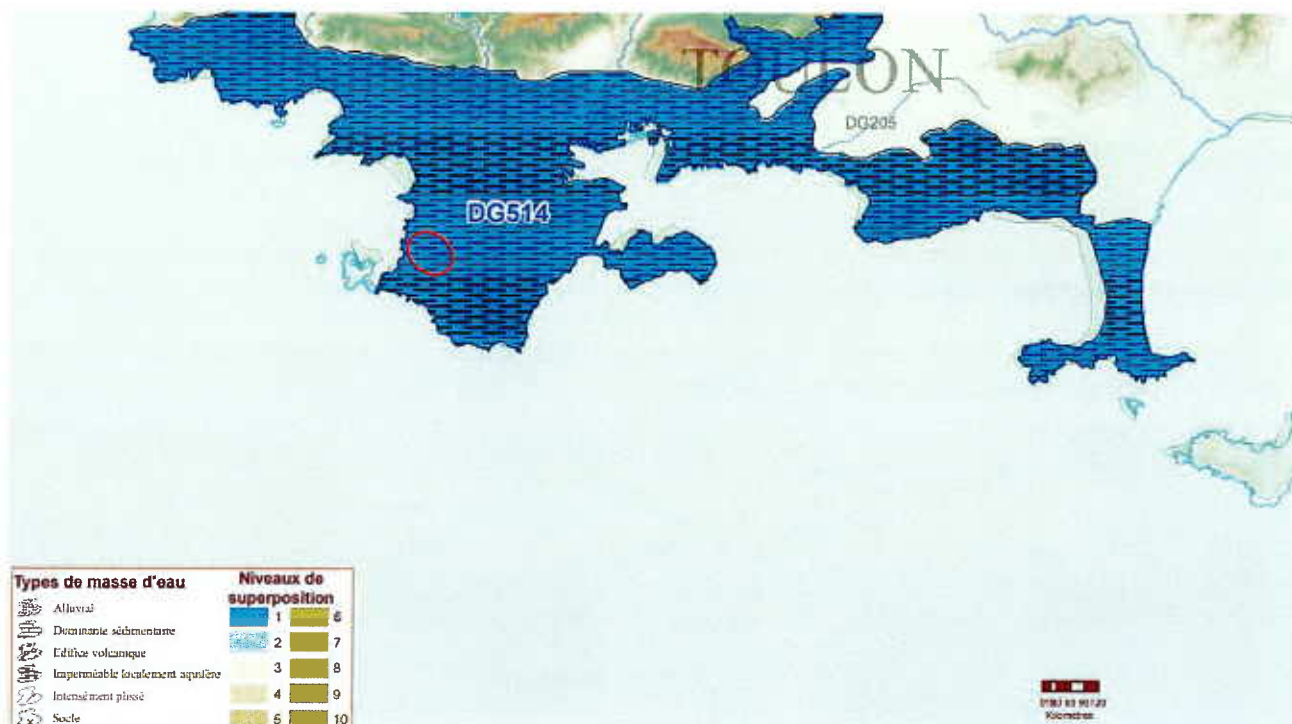 TOULON
DG205
DG514
Types de masse d'eau
Niveaux de superposition
Alluvial
Dominante sédimentaire
Edifice volcanique
Imperméable localement aquifère
Intensément plissé
Socle
1 6
2 7
3 8
4 9
5 10
Kilomètres